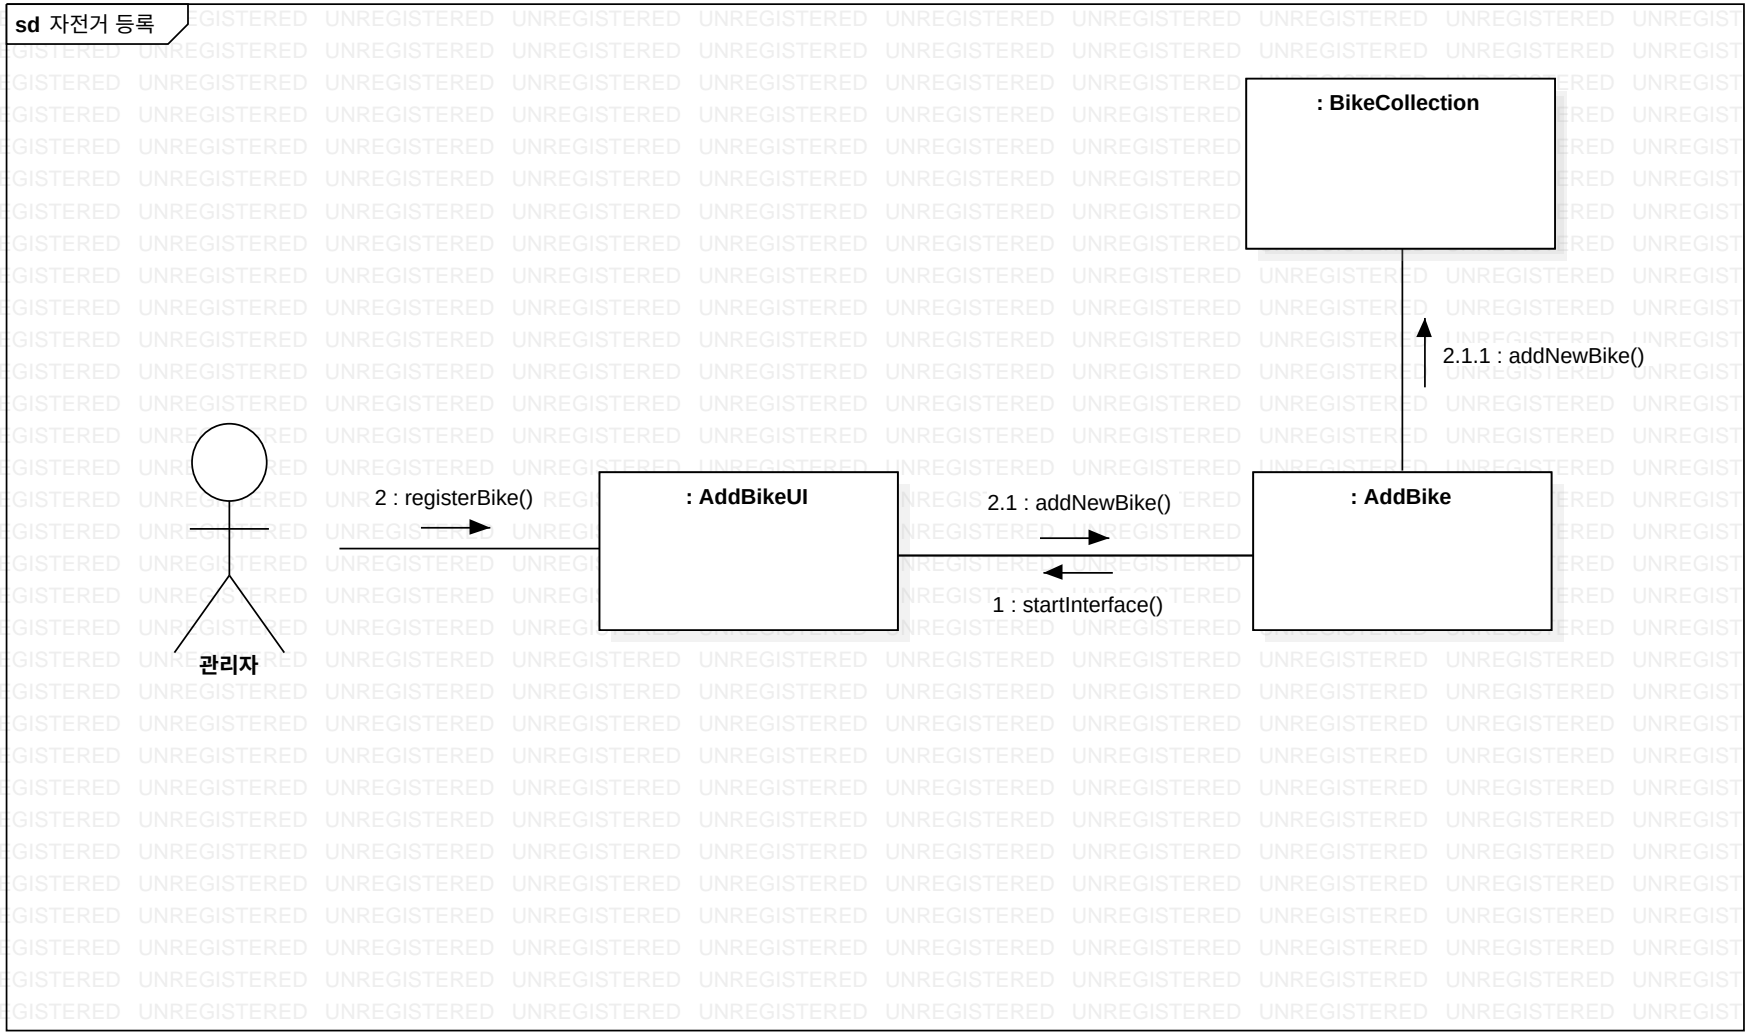 sd 자전거 등록
: BikeCollection
2.1.1 : addNewBike()
2 : registerBike()
: AddBikeUI
2.1 : addNewBike()
: AddBike
1 : startInterface()
관리자